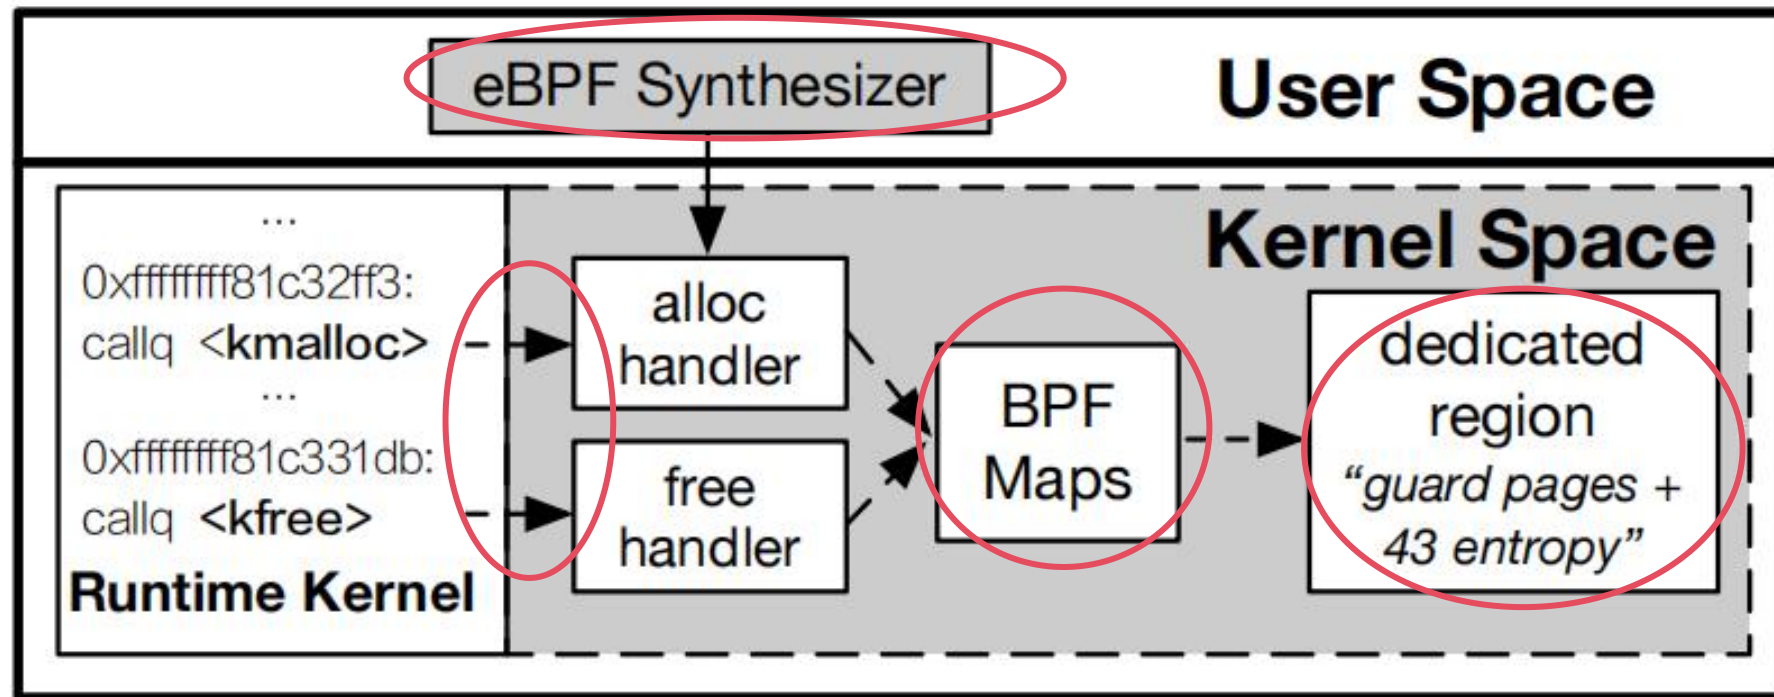 eBPF Synthesizer
User Space
Kernel Space
...
0xffffffff81c32ff3:
callq <kmalloc>
...
0xffffffff81c331db:
callq <kfree>
Runtime Kernel
alloc
handler
free
handler
BPF
Maps
dedicated
region
“guard pages +
43 entropy”